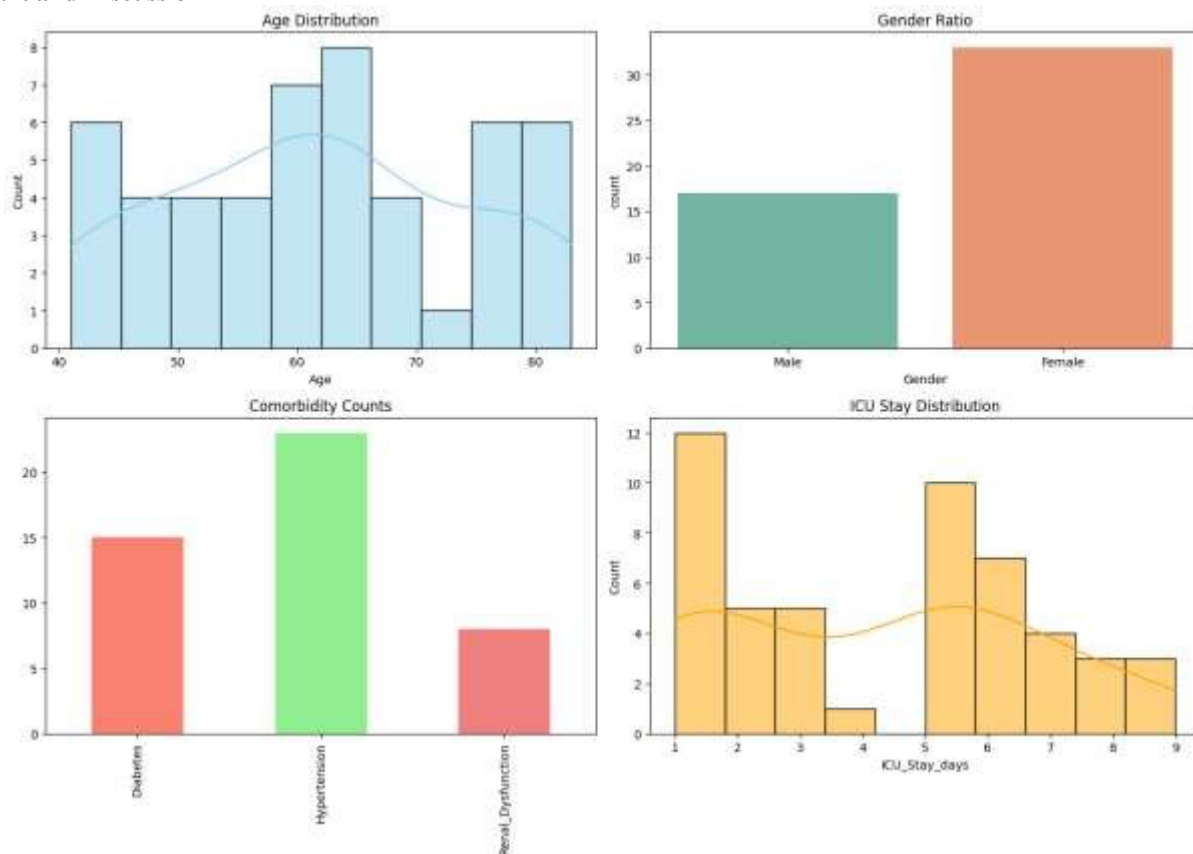 Age Distribution
8
7
6
5
4
3
2
1
0
Count
40
50
60
70
80
Age
Gender Ratio
30
25
20
15
10
5
0
count
Male
Female
Gender
Comorbidity Counts
20
15
10
5
0
Diabetes
Hypertension
Renal_Dysfunction
ICU Stay Distribution
12
10
8
6
4
2
0
Count
1
2
3
4
5
6
7
8
9
ICU_Stay_days